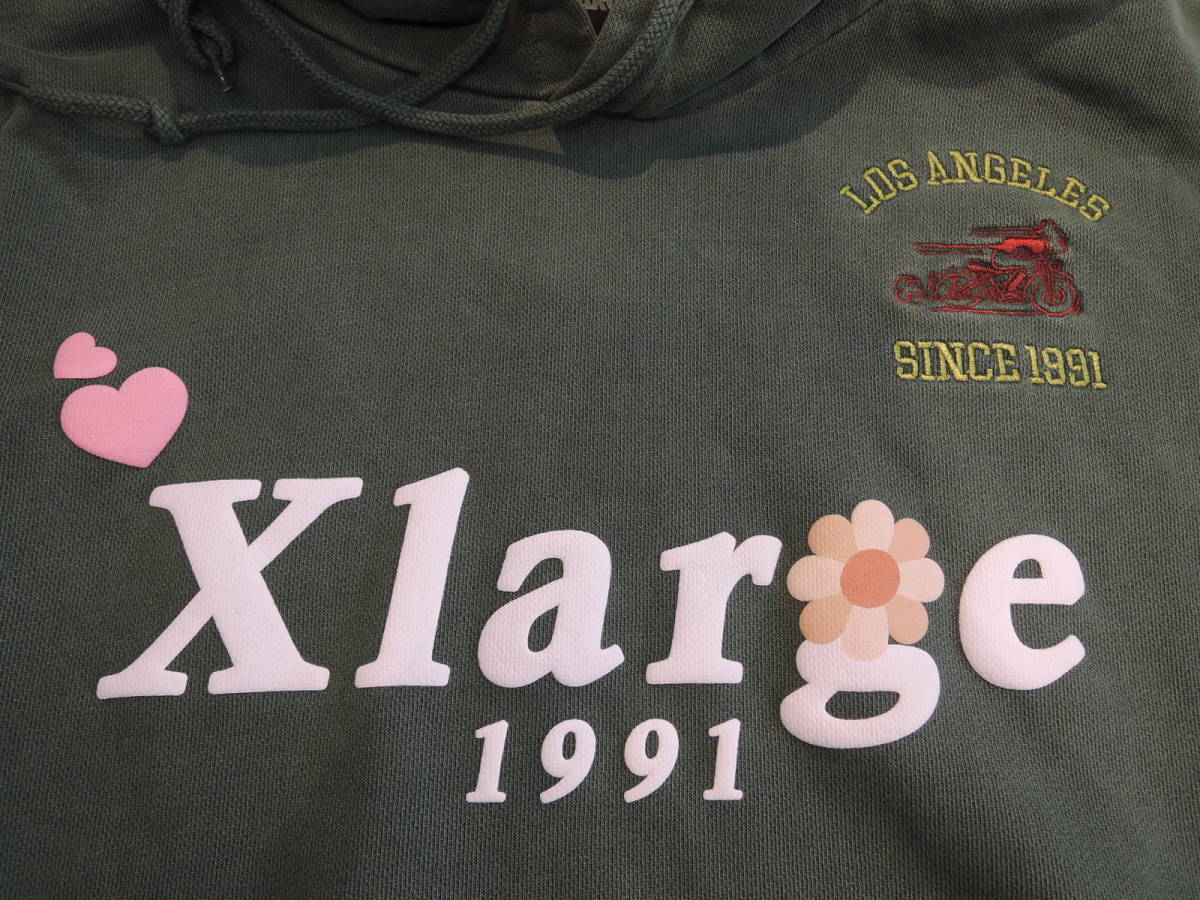 LOS ANGELES
SINCE 1991
Xlarge
1991